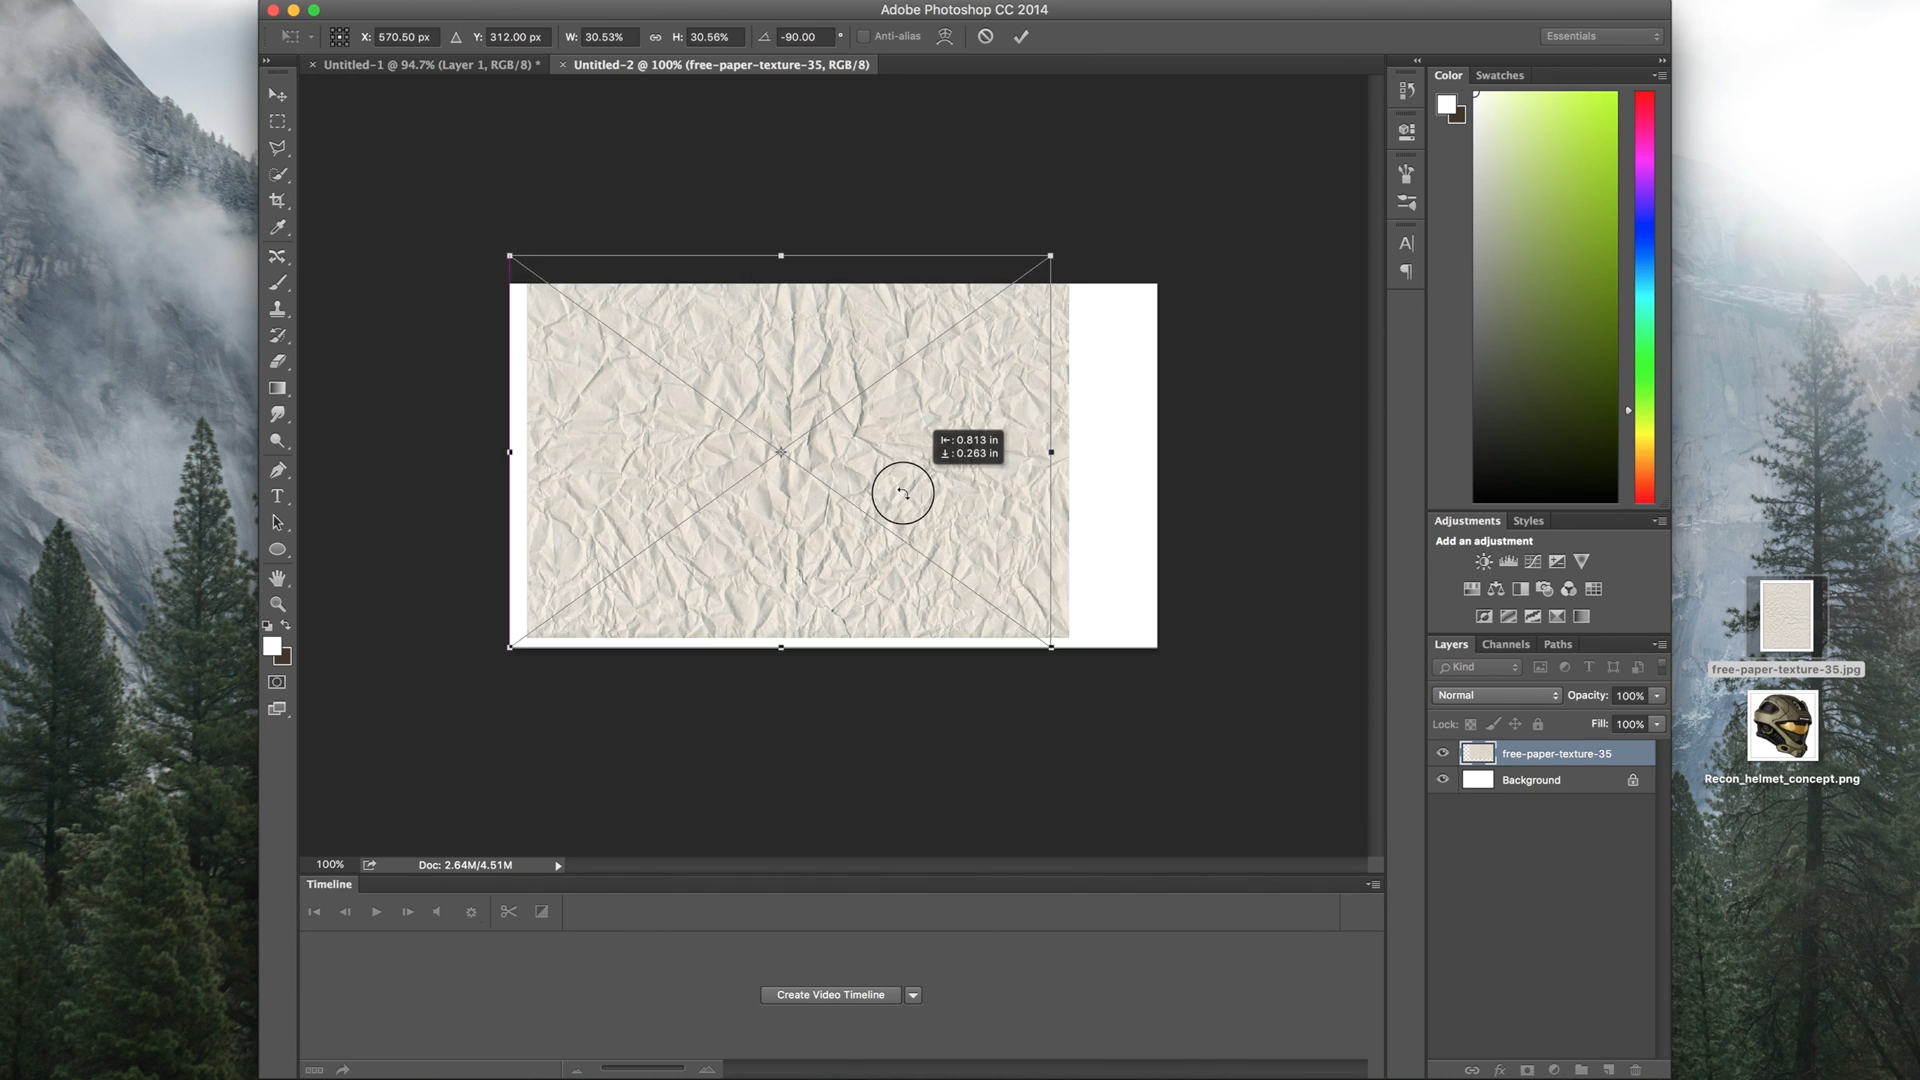 Adobe Photoshop CC 2014
X: 570.50 px Y: 312.00 px W: 30.53% H: 30.56% -90.00 ° Anti-alias Essentials
Untitled-1 @ 94.7% (Layer 1, RGB/8) * Untitled-2 @ 100% (free-paper-texture-35, RGB/8)
Color Swatches
: 0.813 in
: 0.263 in
Adjustments Styles
Add an adjustment
Layers Channels Paths
Kind
Normal Opacity: 100%
Lock: Fill: 100%
free-paper-texture-35
Background
free-paper-texture-35.jpg
Recon_helmet_concept.png
100% Doc: 2.64M/4.51M
Timeline
Create Video Timeline